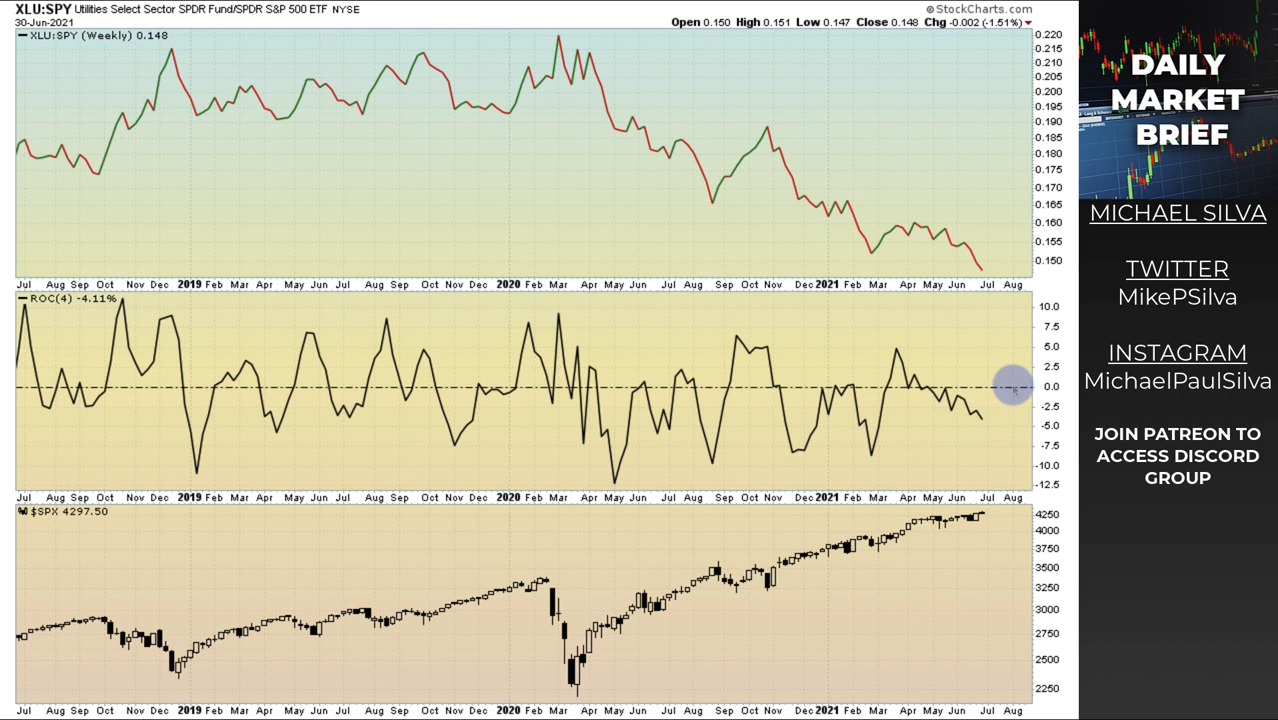 XLU:SPY Utilities Select Sector SPDR Fund/SPDR S&P 500 ETF NYSE
© StockCharts.com
30-Jun-2021
Open 0.150 High 0.151 Low 0.147 Close 0.148 Chg -0.002 (-1.51%)
XLU:SPY (Weekly) 0.148
0.220
0.215
0.210
0.205
0.200
0.195
0.190
0.185
0.180
0.175
0.170
0.165
0.160
0.155
0.150
Jul Aug Sep Oct Nov Dec 2019 Feb Mar Apr May Jun Jul Aug Sep Oct Nov Dec 2020 Feb Mar Apr May Jun Jul Aug Sep Oct Nov Dec 2021 Feb Mar Apr May Jun Jul Aug
ROC(4) -4.11%
10.0
7.5
5.0
2.5
0.0
-2.5
-5.0
-7.5
-10.0
-12.5
Jul Aug Sep Oct Nov Dec 2019 Feb Mar Apr May Jun Jul Aug Sep Oct Nov Dec 2020 Feb Mar Apr May Jun Jul Aug Sep Oct Nov Dec 2021 Feb Mar Apr May Jun Jul Aug
$SPX 4297.50
4250
4000
3750
3500
3250
3000
2750
2500
2250
Jul Aug Sep Oct Nov Dec 2019 Feb Mar Apr May Jun Jul Aug Sep Oct Nov Dec 2020 Feb Mar Apr May Jun Jul Aug Sep Oct Nov Dec 2021 Feb Mar Apr May Jun Jul Aug
DAILY
MARKET
BRIEF
MICHAEL SILVA
TWITTER
MikePSilva
INSTAGRAM
MichaelPaulSilva
JOIN PATREON TO
ACCESS DISCORD
GROUP